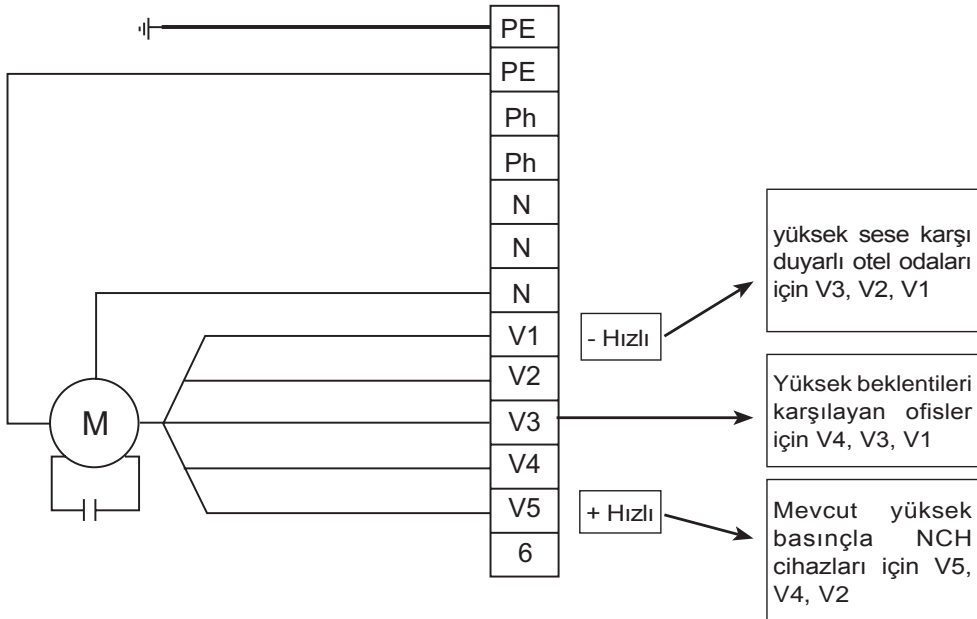 PE
PE
Ph
Ph
N
N
N
V1
V2
V3
V4
V5
6
M
- Hızlı
+ Hızlı
yüksek sese karşı
duyarlı otel odaları
için V3, V2, V1
Yüksek beklentileri
karşılayan ofisler
için V4, V3, V1
Mevcut yüksek
basınçla NCH
cihazları için V5,
V4, V2